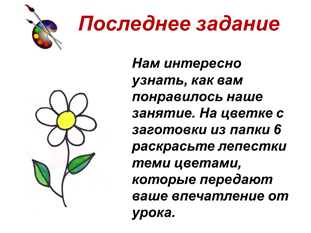 Последнее задание
Нам интересно
узнать, как вам
понравилось наше
занятие. На цветке с
заготовки из папки 6
раскрасьте лепестки
теми цветами,
которые передают
ваше впечатление от
урока.